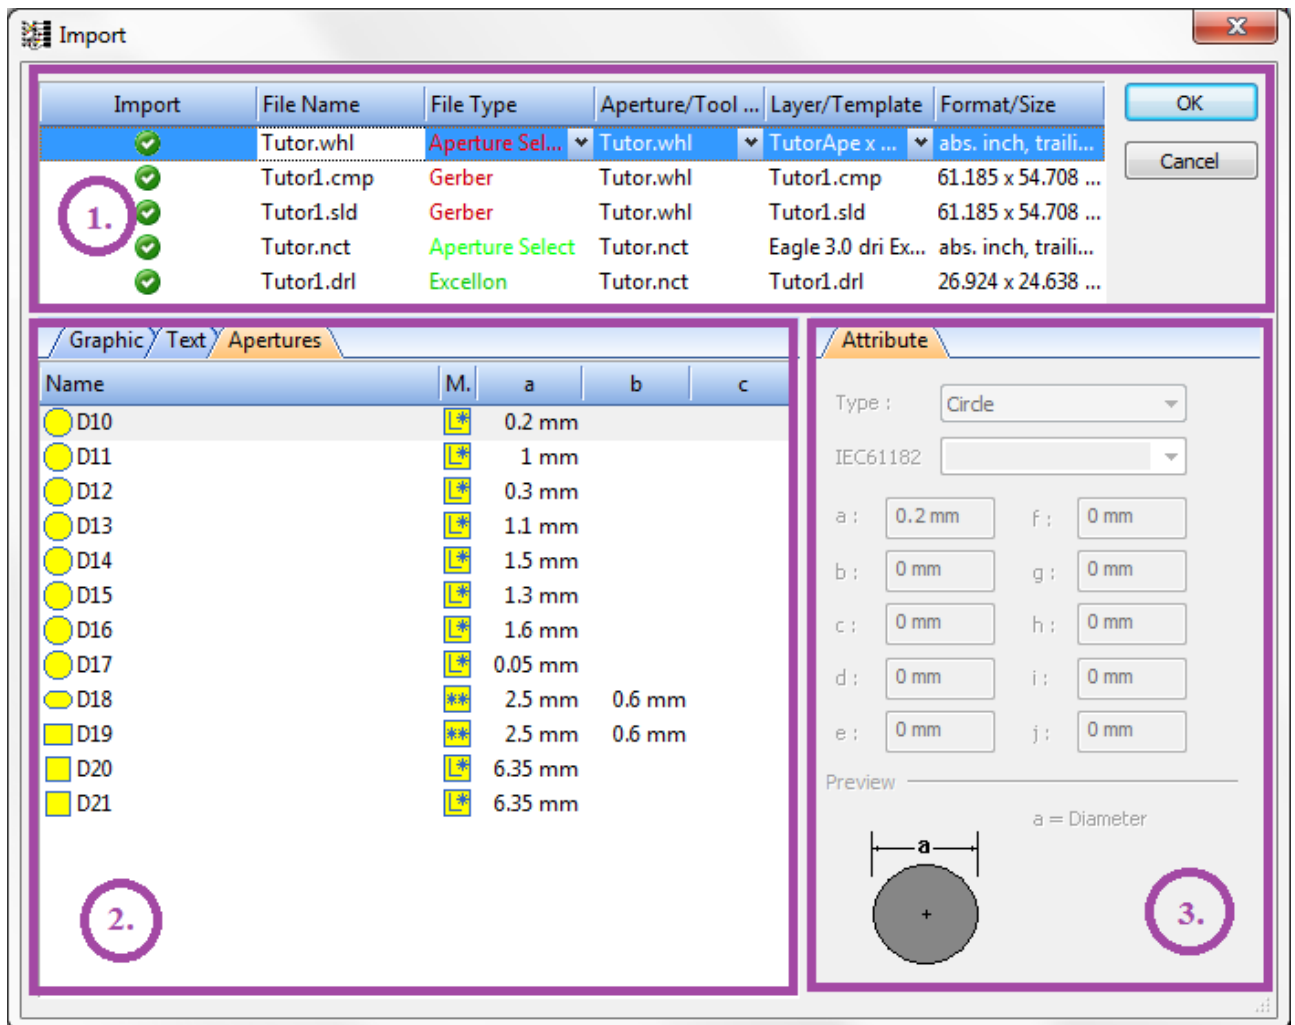 Import
Import File Name File Type Aperture/Tool ... Layer/Template Format/Size
OK
Tutor.whl Aperture Sel... Tutor.whl TutorApe x ... abs. inch, traili...
Cancel
Tutor1.cmp Gerber Tutor.whl Tutor1.cmp 61.185 x 54.708 ...
1.
Tutor1.sld Gerber Tutor.whl Tutor1.sld 61.185 x 54.708 ...
Tutor.nct Aperture Select Tutor.nct Eagle 3.0 dri Ex... abs. inch, traili...
Tutor1.drl Excellon Tutor.nct Tutor1.drl 26.924 x 24.638 ...
Graphic Text Apertures
Name M. a b c
D10 L* 0.2 mm
D11 L* 1 mm
D12 L* 0.3 mm
D13 L* 1.1 mm
D14 L* 1.5 mm
D15 L* 1.3 mm
D16 L* 1.6 mm
D17 L* 0.05 mm
D18 ** 2.5 mm 0.6 mm
D19 ** 2.5 mm 0.6 mm
D20 L* 6.35 mm
D21 L* 6.35 mm
2.
Attribute
Type : Circle
IEC61182
a : 0.2 mm f : 0 mm
b : 0 mm g : 0 mm
c : 0 mm h : 0 mm
d : 0 mm i : 0 mm
e : 0 mm j : 0 mm
Preview
a = Diameter
a
3.